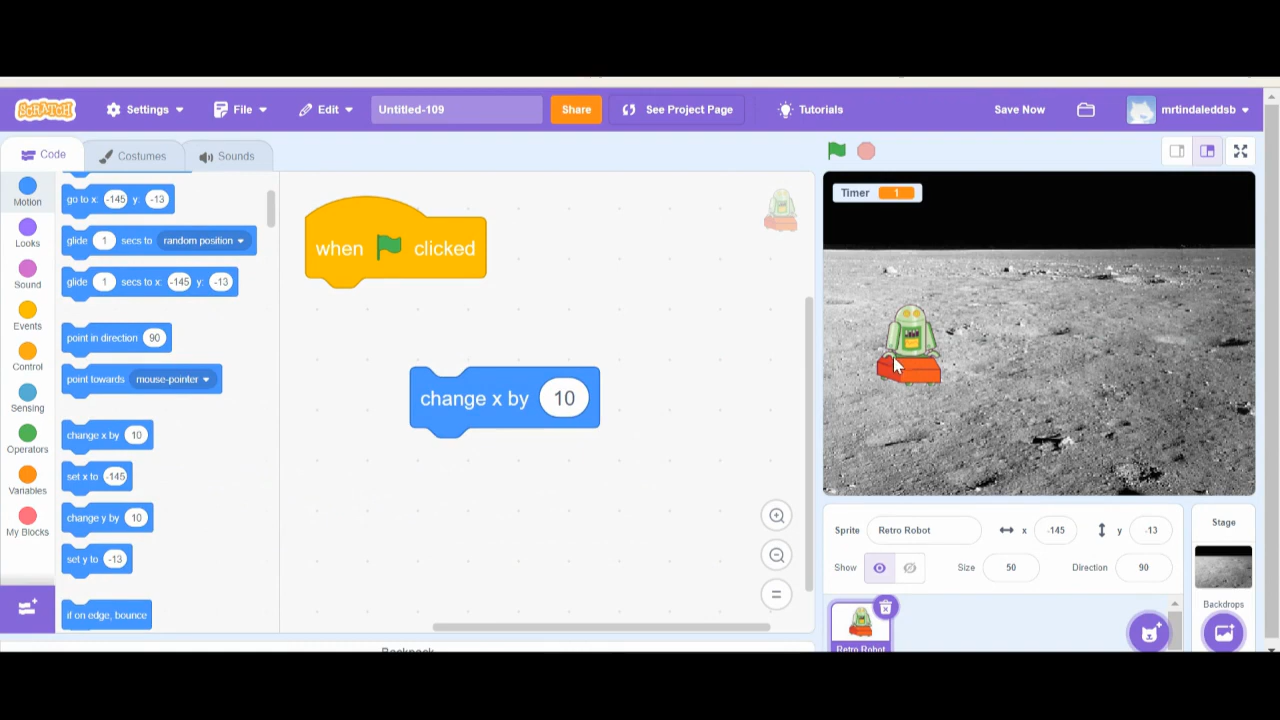 SCRATCH Settings File Edit Untitled-109 Share See Project Page Tutorials Save Now mrtindaleddsb
Code Costumes Sounds
Motion
Looks
Sound
Events
Control
Sensing
Operators
Variables
My Blocks
go to x: -145 y: -13
glide 1 secs to random position
glide 1 secs to x: -145 y: -13
point in direction 90
point towards mouse-pointer
change x by 10
set x to -145
change y by 10
set y to -13
if on edge, bounce
when clicked
change x by 10
Timer 1
Sprite Retro Robot x -145 y -13
Show Size 50 Direction 90
Retro Robot
Stage
Backdrops
Backpack